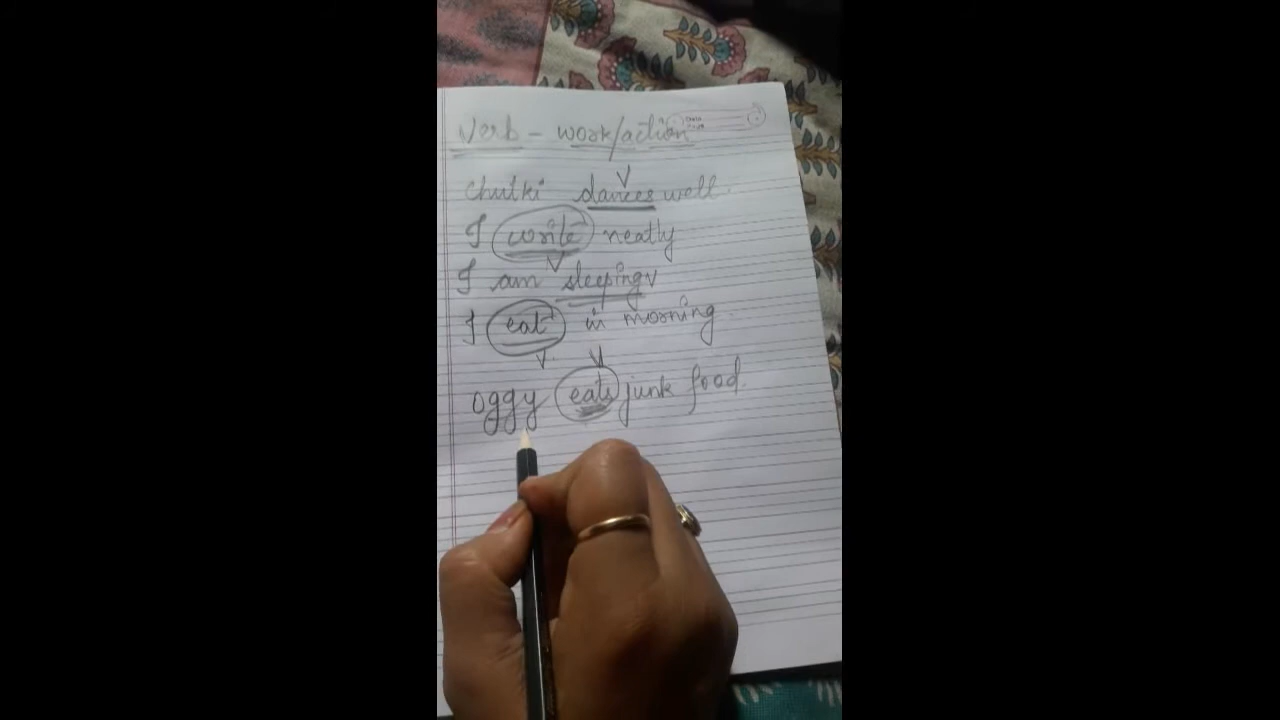 Verb - work/action
V
Chutki dances well.
I write neatly
V
I am sleeping V
I eat in morning.
V V
Oggy eats junk food.